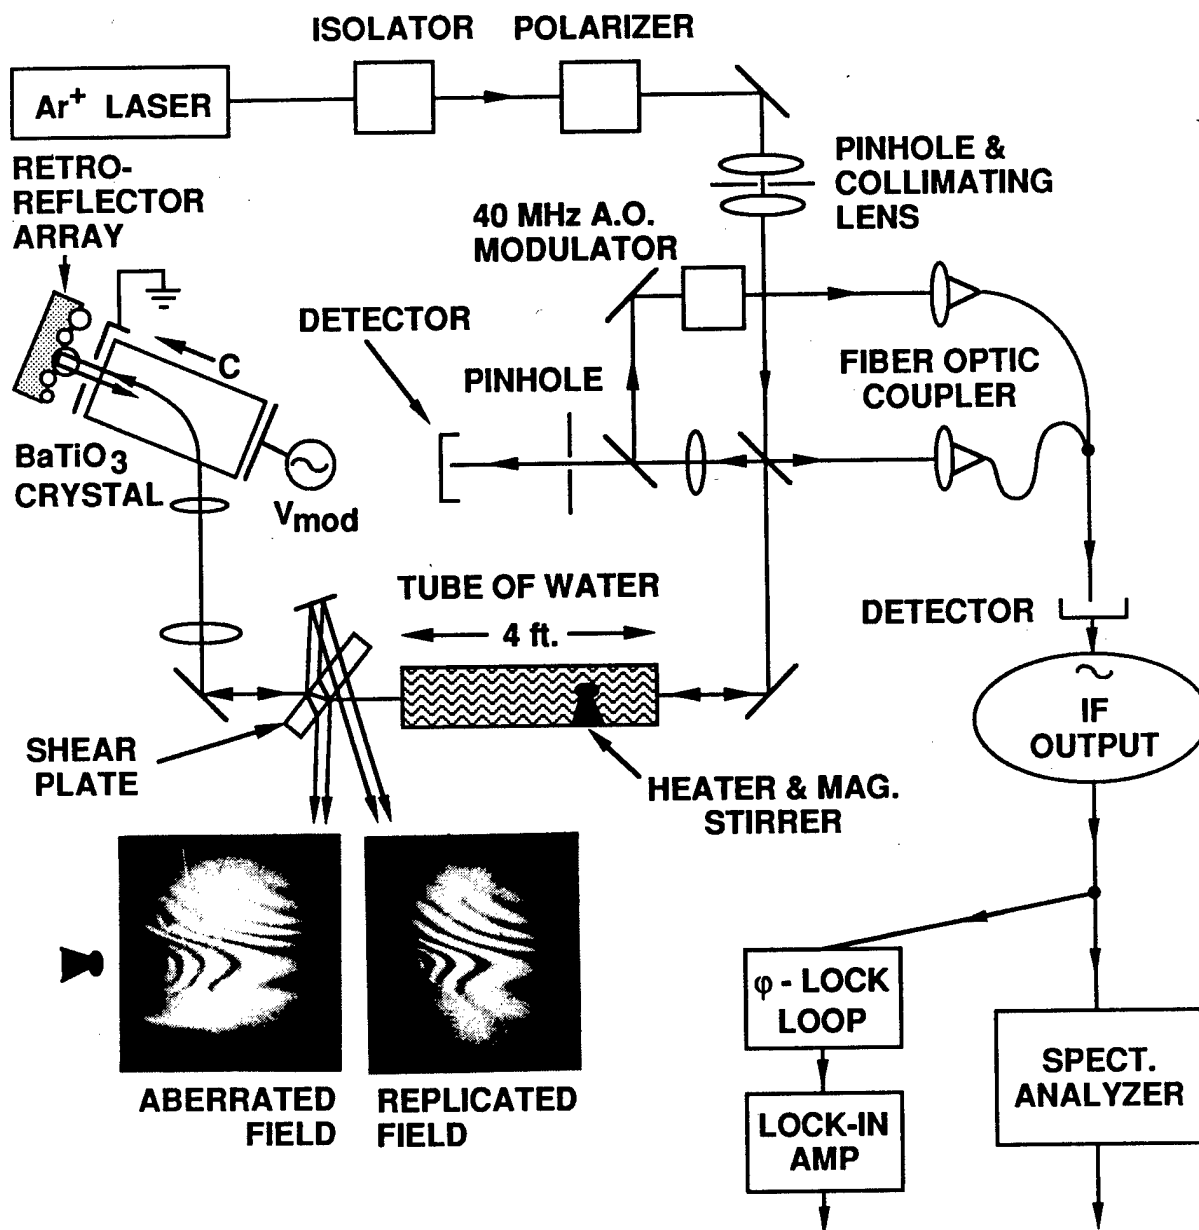 ISOLATOR
POLARIZER
Ar+ LASER
RETRO-
REFLECTOR
ARRAY
PINHOLE &
COLLIMATING
LENS
40 MHz A.O.
MODULATOR
DETECTOR
C
PINHOLE
FIBER OPTIC
COUPLER
BaTiO3
CRYSTAL
Vmod
TUBE OF WATER
4 ft.
DETECTOR
IF
OUTPUT
SHEAR
PLATE
HEATER & MAG.
STIRRER
φ - LOCK
LOOP
SPECT.
ANALYZER
ABERRATED
FIELD
REPLICATED
FIELD
LOCK-IN
AMP